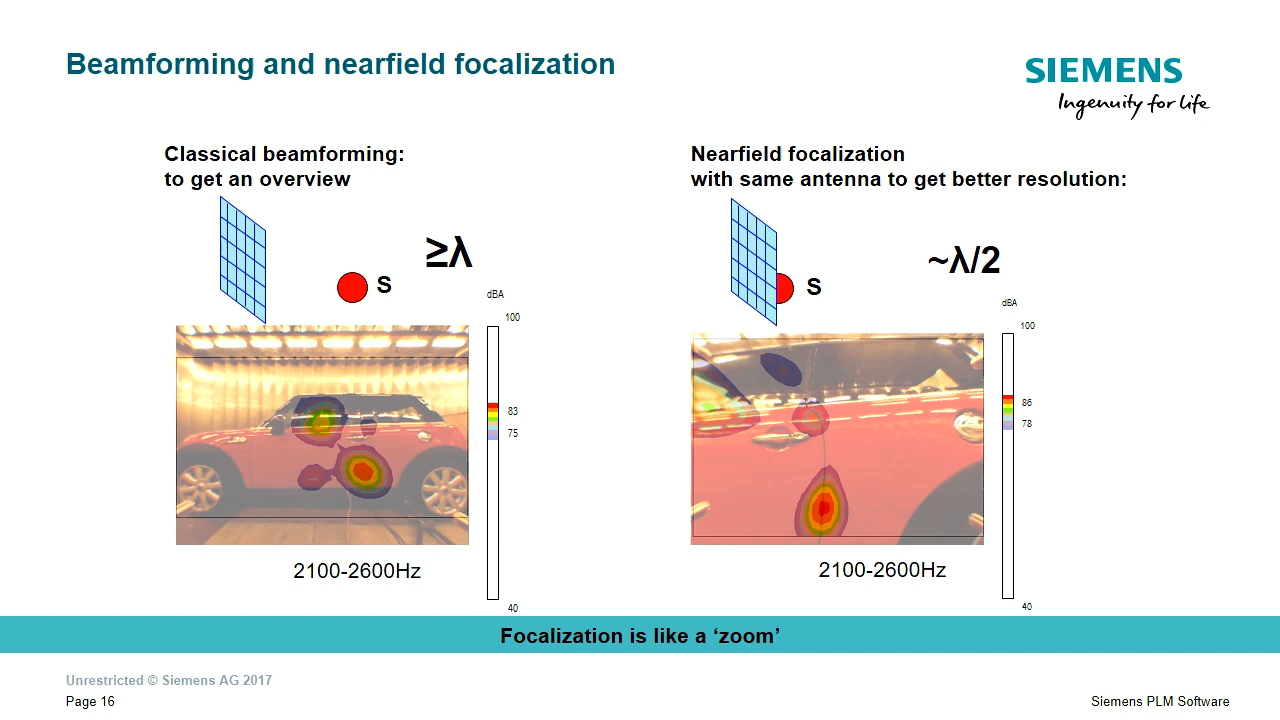 Beamforming and nearfield focalization
SIEMENS
Ingenuity for life
Classical beamforming:
to get an overview
≥λ
S
dBA
100
83
75
40
2100-2600Hz
Nearfield focalization
with same antenna to get better resolution:
~λ/2
S
dBA
100
86
78
40
2100-2600Hz
Focalization is like a ‘zoom’
Unrestricted © Siemens AG 2017
Page 16
Siemens PLM Software